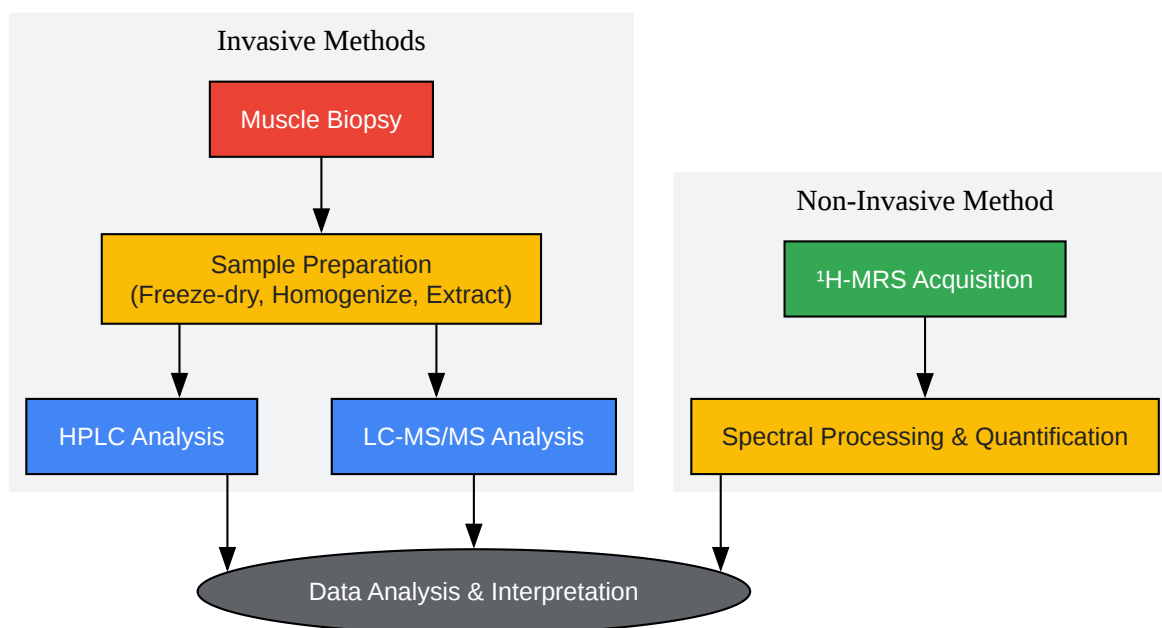 Invasive Methods
Muscle Biopsy
Sample Preparation
(Freeze-dry, Homogenize, Extract)
HPLC Analysis
LC-MS/MS Analysis
Non-Invasive Method
¹H-MRS Acquisition
Spectral Processing & Quantification
Data Analysis & Interpretation